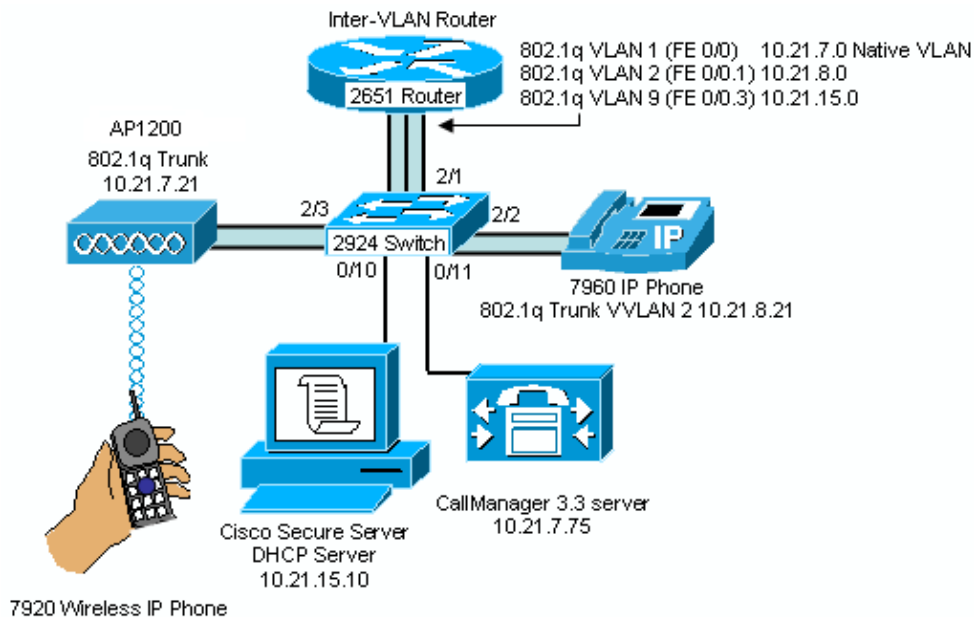 Inter-VLAN Router
802.1q VLAN 1 (FE 0/0) 10.21.7.0 Native VLAN
802.1q VLAN 2 (FE 0/0.1) 10.21.8.0
802.1q VLAN 9 (FE 0/0.3) 10.21.15.0
2651 Router
AP1200
802.1q Trunk
10.21.7.21
2/1
2/3
2/2
2924 Switch
IP
0/10
0/11
7960 IP Phone
802.1q Trunk VVLAN 2 10.21.8.21
CallManager 3.3 server
10.21.7.75
Cisco Secure Server
DHCP Server
10.21.15.10
7920 Wireless IP Phone